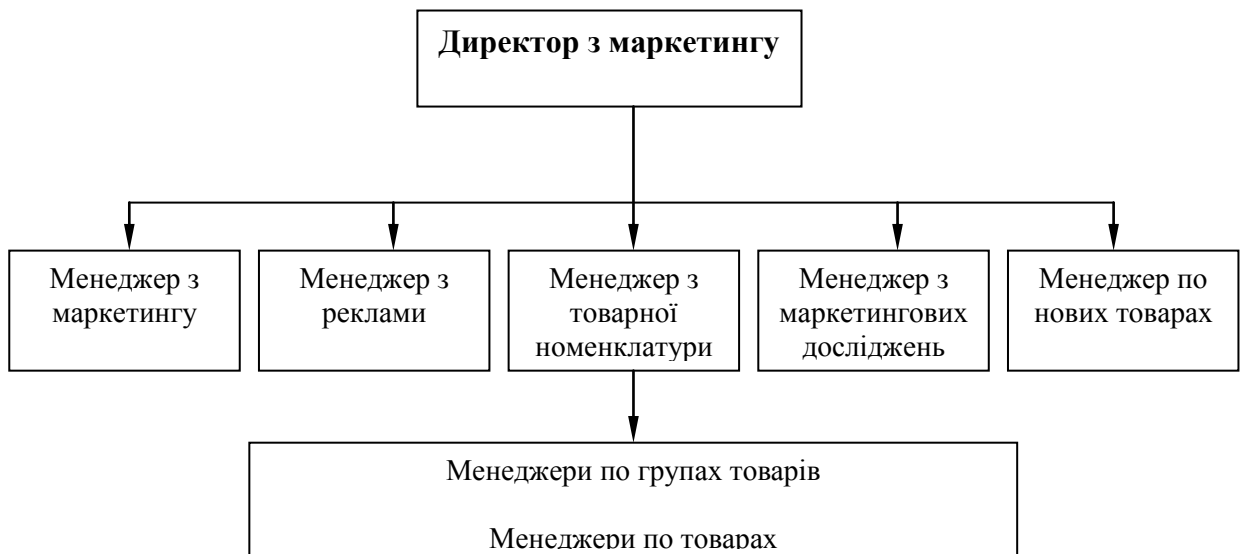 Директор з маркетингу
Менеджер з
маркетингу
Менеджер з
реклами
Менеджер з
товарної
номенклатури
Менеджер з
маркетингових
досліджень
Менеджер по
нових товарах
Менеджери по групах товарів
Менеджери по товарах